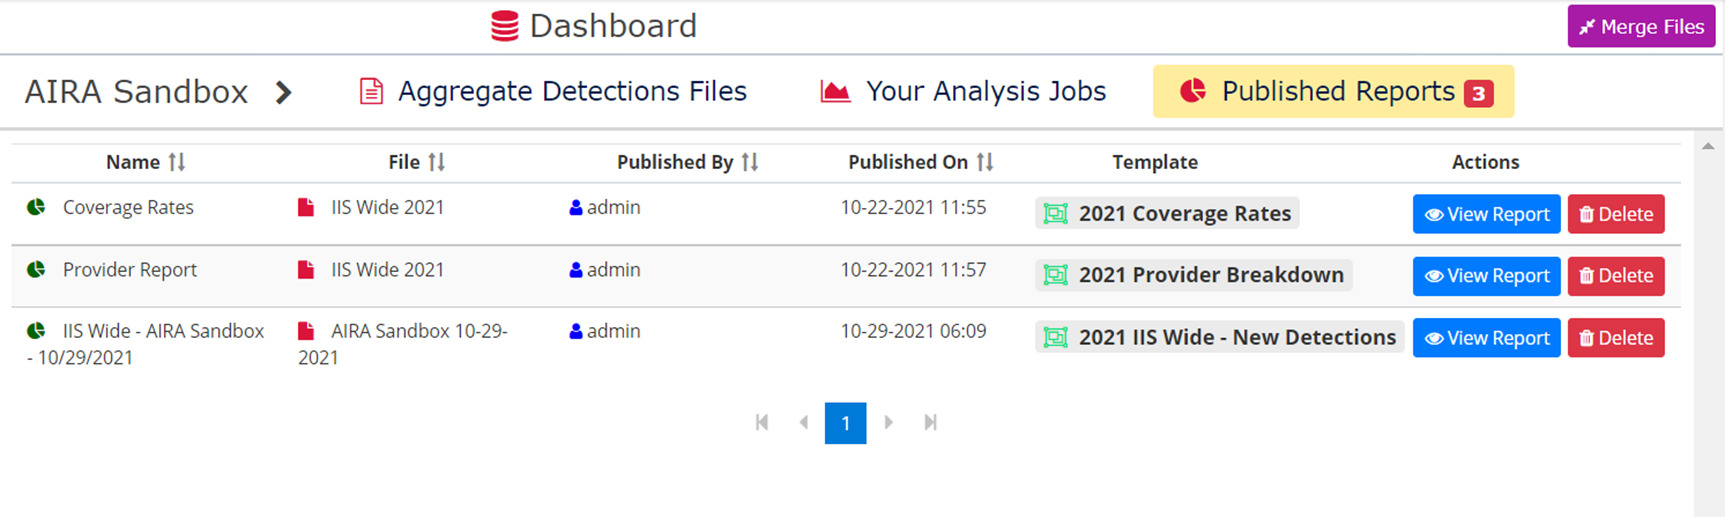 Dashboard
Merge Files
AIRA Sandbox Aggregate Detections Files Your Analysis Jobs Published Reports 3
Name File Published By Published On Template Actions
Coverage Rates IIS Wide 2021 admin 10-22-2021 11:55 2021 Coverage Rates View Report Delete
Provider Report IIS Wide 2021 admin 10-22-2021 11:57 2021 Provider Breakdown View Report Delete
IIS Wide - AIRA Sandbox AIRA Sandbox 10-29- admin 10-29-2021 06:09 2021 IIS Wide - New Detections View Report Delete
- 10/29/2021 2021
1